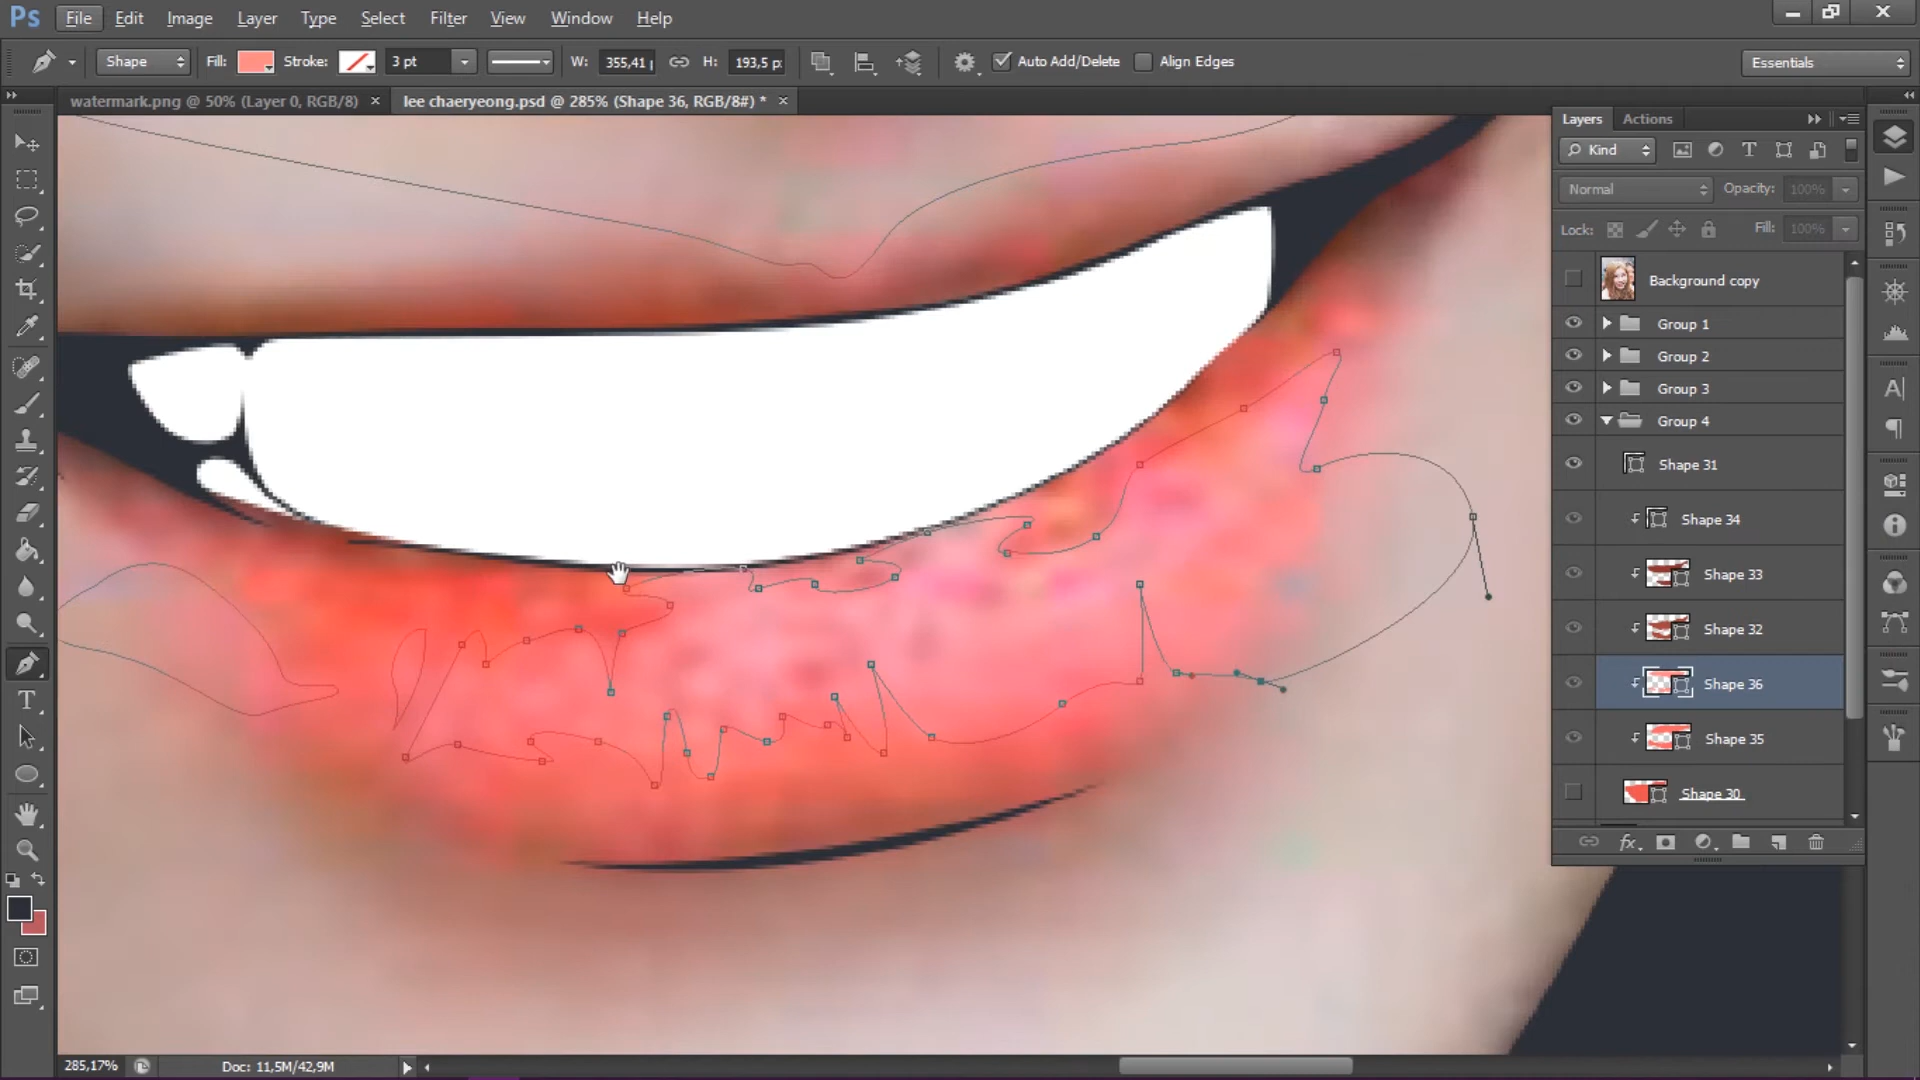 Ps File Edit Image Layer Type Select Filter View Window Help
Shape Fill: Stroke: 3 pt W: 355,41 H: 193,5 p Auto Add/Delete Align Edges Essentials
watermark.png @ 50% (Layer 0, RGB/8) × lee chaeryeong.psd @ 285% (Shape 36, RGB/8#) * ×
Layers Actions
Kind
Normal Opacity: 100%
Lock: Fill: 100%
Background copy
Group 1
Group 2
Group 3
Group 4
Shape 31
Shape 34
Shape 33
Shape 32
Shape 36
Shape 35
Shape 30
fx
285,17% Doc: 11,5M/42,9M